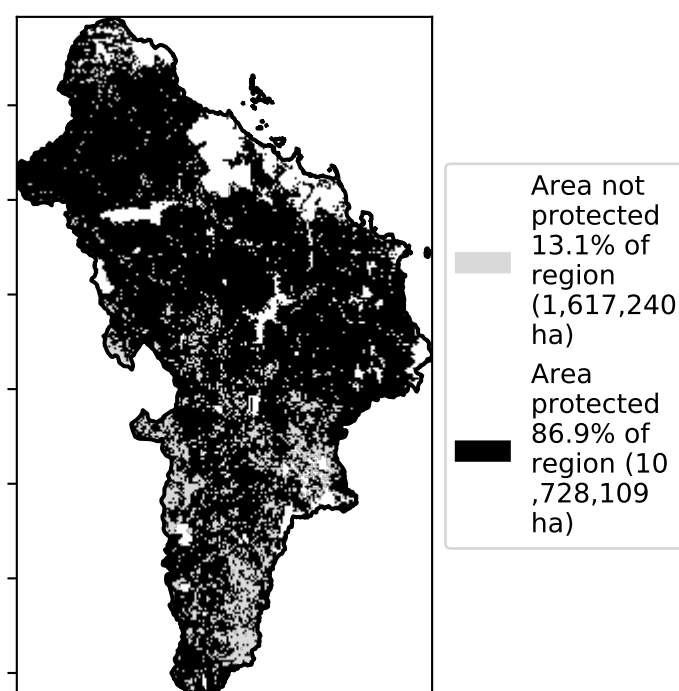 Area not
protected
13.1% of
region
(1,617,240
ha)
Area
protected
86.9% of
region (10
,728,109
ha)